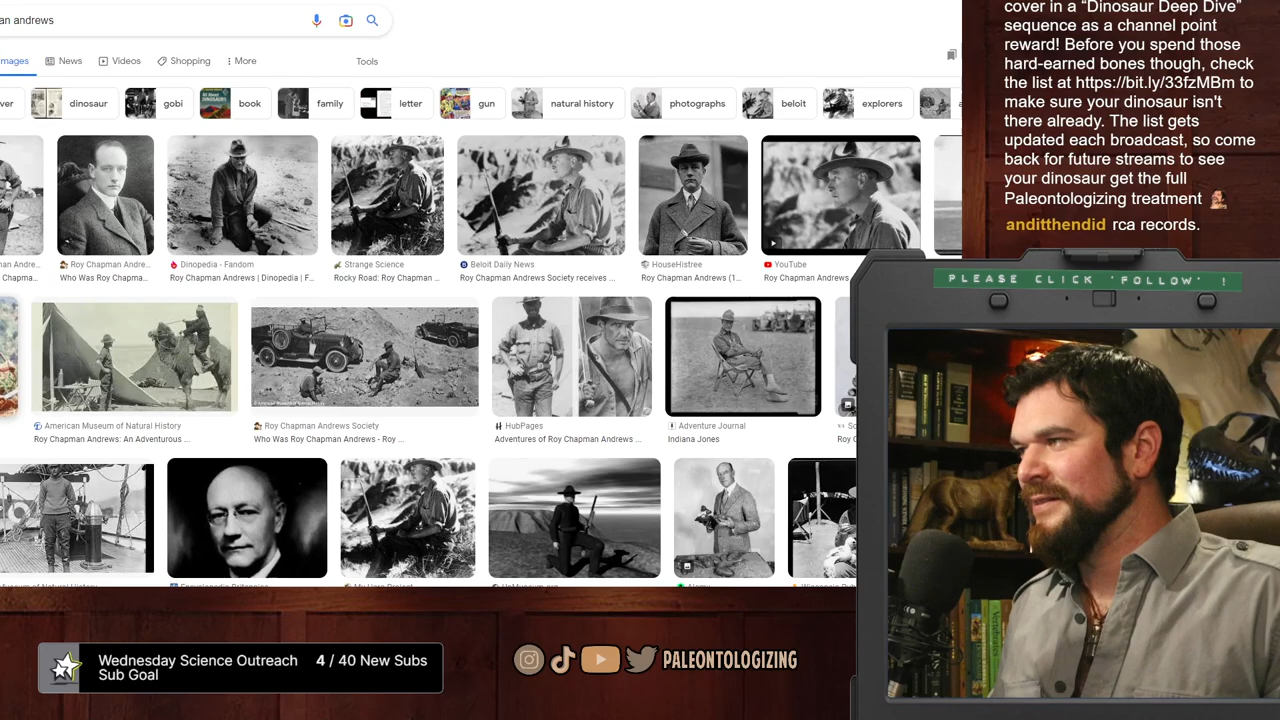 an andrews
mages
News
Videos
Shopping
More
Tools
ver
dinosaur
gobi
book
family
letter
gun
natural history
photographs
beloit
explorers
man Andre...
Roy Chapman Andre...
Dinopedia - Fandom
Strange Science
Beloit Daily News
HouseHistree
YouTube
Chapma...
Who Was Roy Chapma...
Roy Chapman Andrews | Dinopedia | F...
Rocky Road: Roy Chapman ...
Roy Chapman Andrews Society receives ...
Roy Chapman Andrews (1...
Roy Chapman Andrews
American Museum of Natural History
Roy Chapman Andrews Society
HubPages
Adventure Journal
Roy Chapman Andrews: An Adventurous ...
Who Was Roy Chapman Andrews - Roy ...
Adventures of Roy Chapman Andrews ...
Indiana Jones
Roy C
cover in a “Dinosaur Deep Dive”
sequence as a channel point
reward! Before you spend those
hard-earned bones though, check
the list at https://bit.ly/33fzMBm to
make sure your dinosaur isn't
there already. The list gets
updated each broadcast, so come
back for future streams to see
your dinosaur get the full
Paleontologizing treatment
anditthendid rca records.
PLEASE CLICK 'FOLLOW' !
Wednesday Science Outreach
Sub Goal
4 / 40 New Subs
PALEONTOLOGIZING